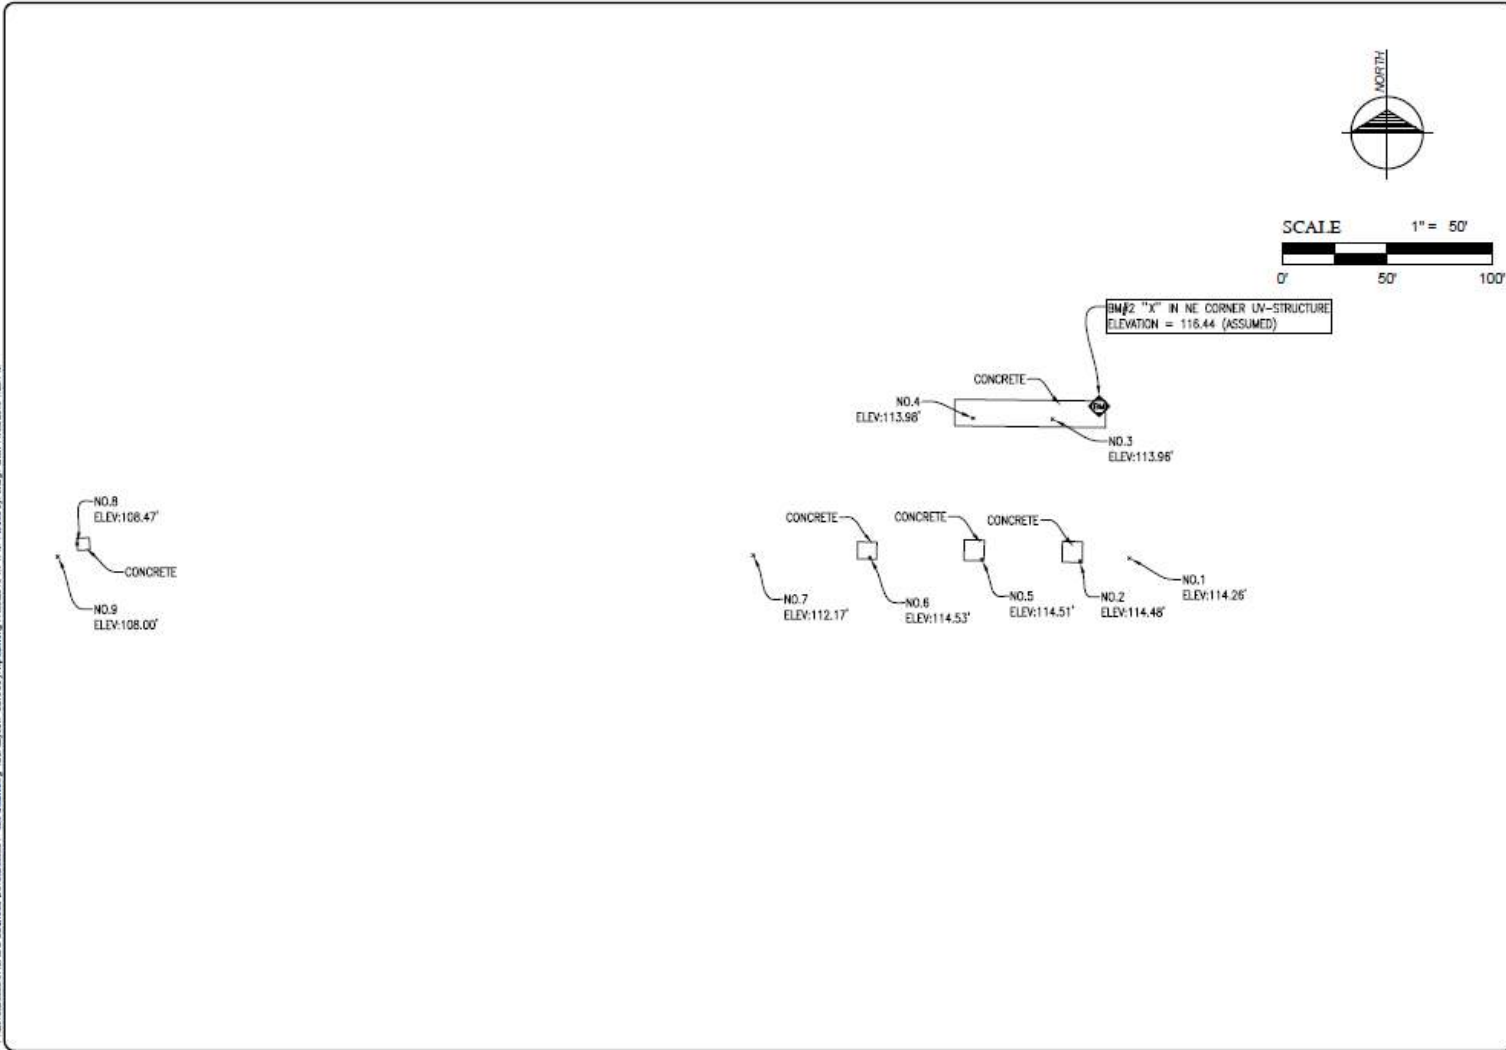 NORTH
SCALE 1" = 50'
0' 50' 100'
BM#2 "X" IN NE CORNER UV-STRUCTURE
ELEVATION = 116.44 (ASSUMED)
CONCRETE
NO.4
ELEV:113.98'
BM
NO.3
ELEV:113.96'
NO.8
ELEV:108.47'
CONCRETE
NO.9
ELEV:108.00'
CONCRETE
CONCRETE
CONCRETE
NO.7
ELEV:112.17'
NO.6
ELEV:114.53'
NO.5
ELEV:114.51'
NO.2
ELEV:114.48'
NO.1
ELEV:114.26'